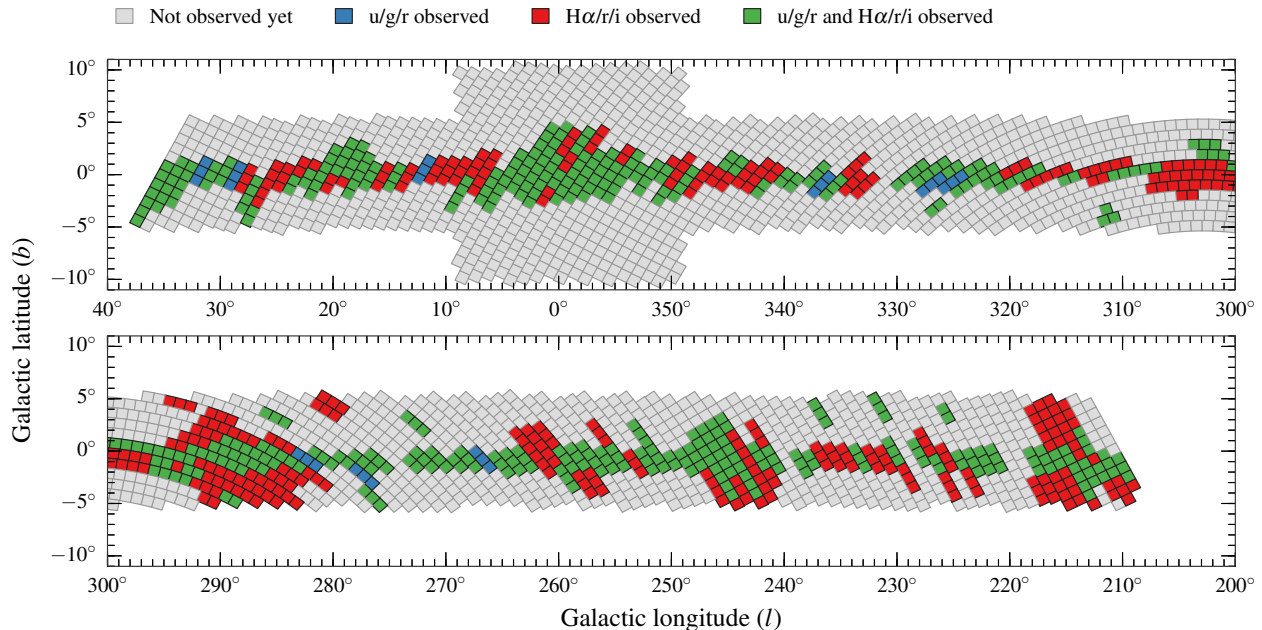 Not observed yet u/g/r observed Hα/r/i observed u/g/r and Hα/r/i observed
10°
5°
0°
−5°
−10°
40° 30° 20° 10° 0° 350° 340° 330° 320° 310° 300°
Galactic latitude (b)
10°
5°
0°
−5°
−10°
300° 290° 280° 270° 260° 250° 240° 230° 220° 210° 200°
Galactic longitude (l)